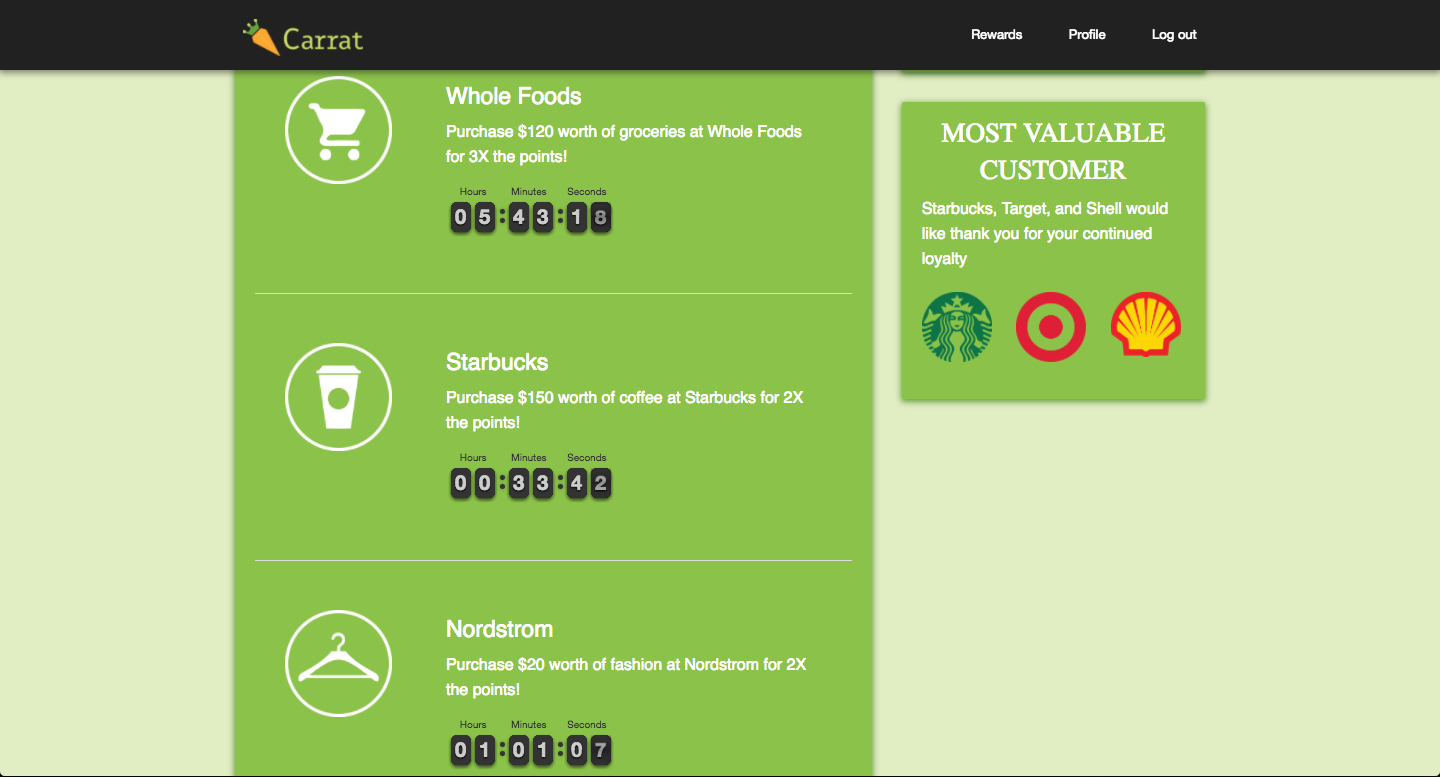 Carrat
Rewards
Profile
Log out
Whole Foods
Purchase $120 worth of groceries at Whole Foods
for 3X the points!
Hours Minutes Seconds
05:43:18
Starbucks
Purchase $150 worth of coffee at Starbucks for 2X
the points!
Hours Minutes Seconds
00:33:42
Nordstrom
Purchase $20 worth of fashion at Nordstrom for 2X
the points!
Hours Minutes Seconds
01:01:07
MOST VALUABLE
CUSTOMER
Starbucks, Target, and Shell would
like thank you for your continued
loyalty